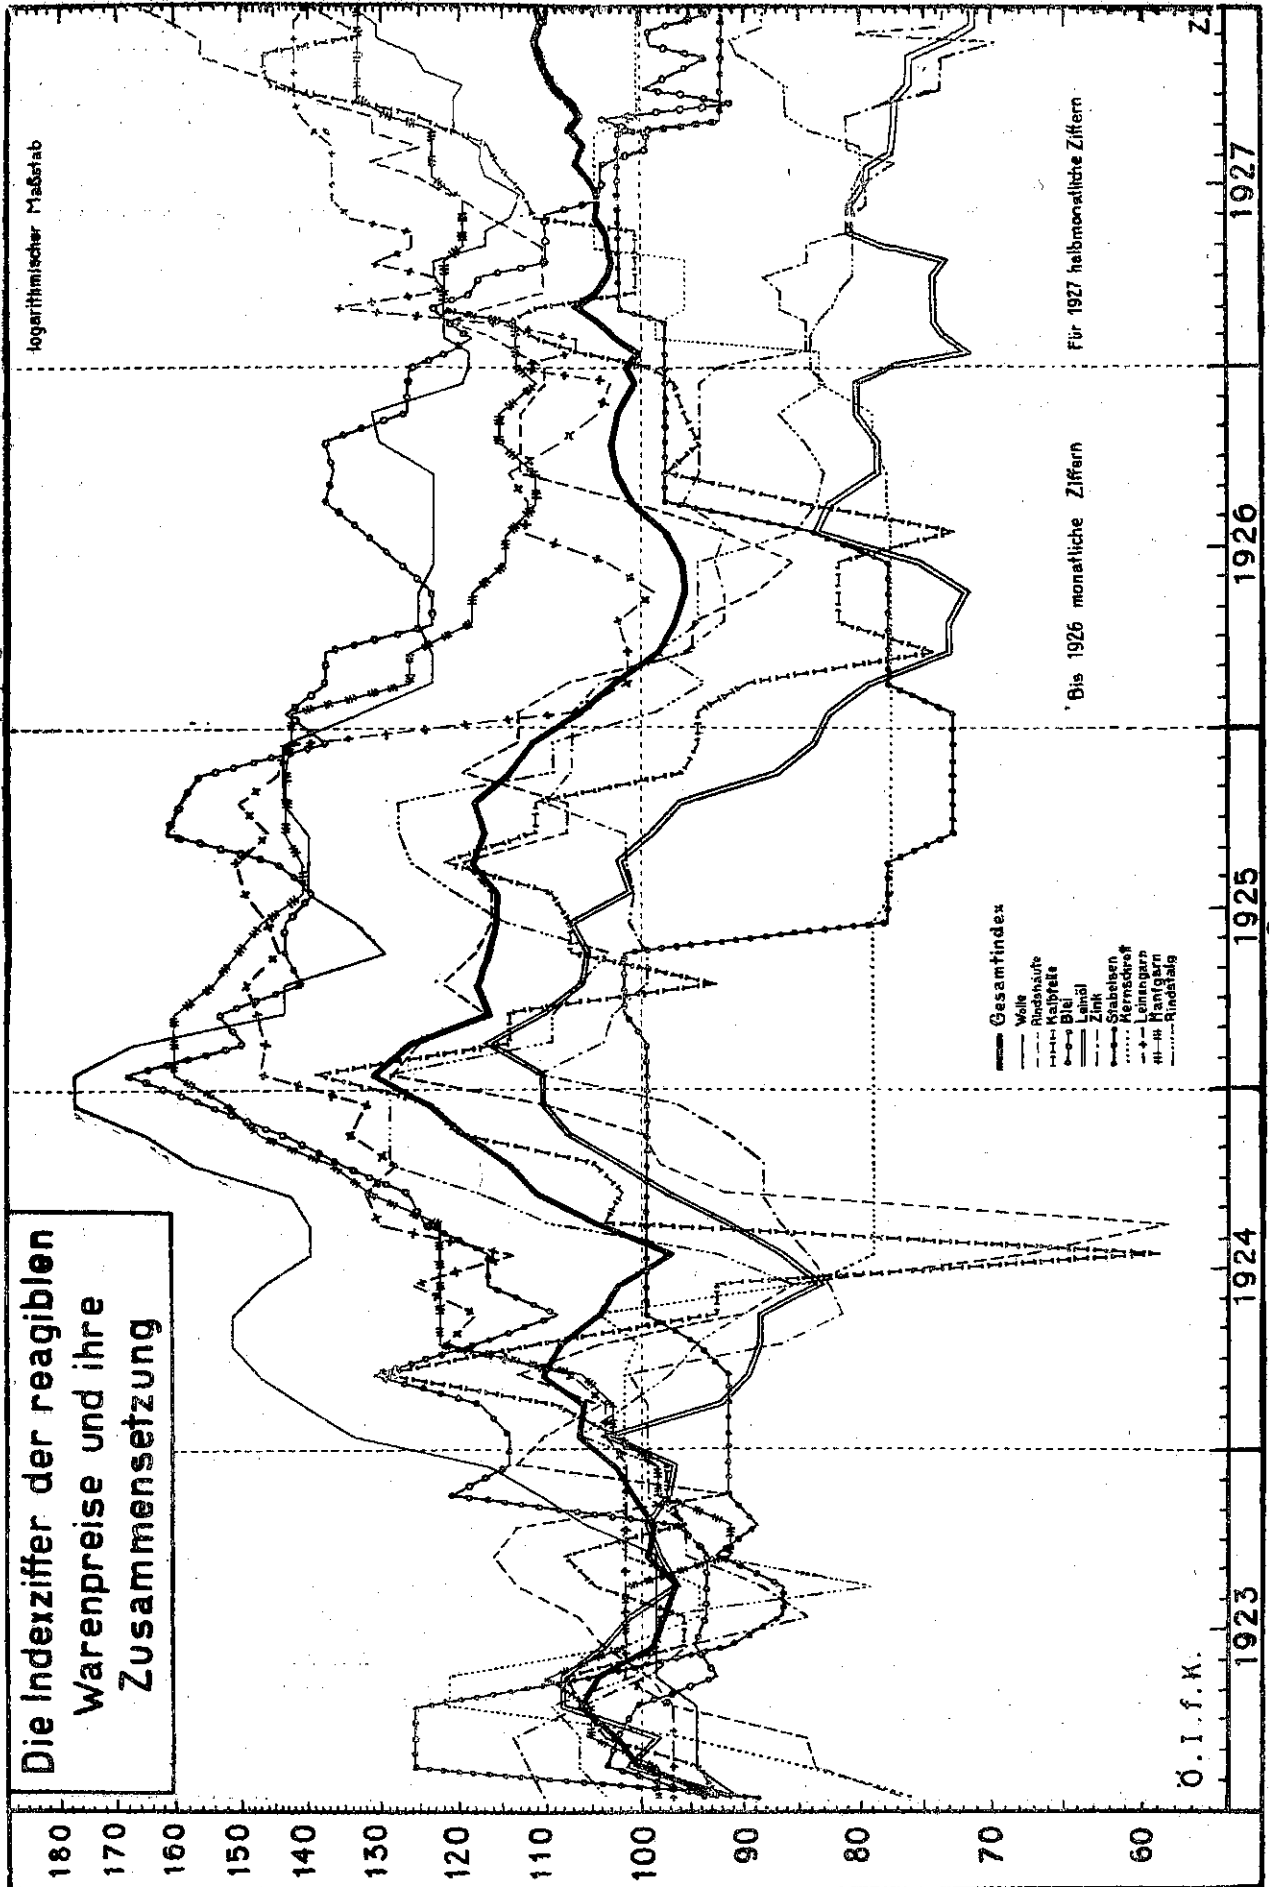 Die Indexziffer der reagiblen
Warenpreise und ihre
Zusammensetzung
logarithmischer Maßstab
180
170
160
150
140
130
120
110
100
90
80
70
60
Gesamtindex
Wolle
Rindshäute
Kalbfelle
Blei
Leinöl
Zink
Stabeisen
Kernschrott
Leinengarn
Hanfgarn
Rindstalg
Bis 1926 monatliche Ziffern
Für 1927 halbmonatliche Ziffern
Ö.I.f.K.
Z.
1923
1924
1925
1926
1927